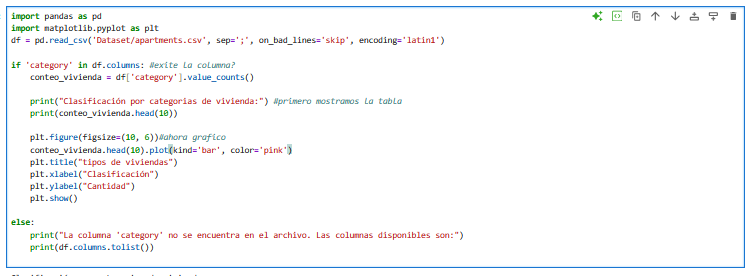 import pandas as pd
import matplotlib.pyplot as plt
df = pd.read_csv('Dataset/apartments.csv', sep=';', on_bad_lines='skip', encoding='latin1')
if 'category' in df.columns: #exite la columna?
    conteo_vivienda = df['category'].value_counts()
    print("Clasificación por categorias de vivienda:") #primero mostramos la tabla
    print(conteo_vivienda.head(10))
    plt.figure(figsize=(10, 6))#ahora grafico
    conteo_vivienda.head(10).plot(kind='bar', color='pink')
    plt.title("tipos de viviendas")
    plt.xlabel("Clasificación")
    plt.ylabel("Cantidad")
    plt.show()
else:
    print("La columna 'category' no se encuentra en el archivo. Las columnas disponibles son:")
    print(df.columns.tolist())